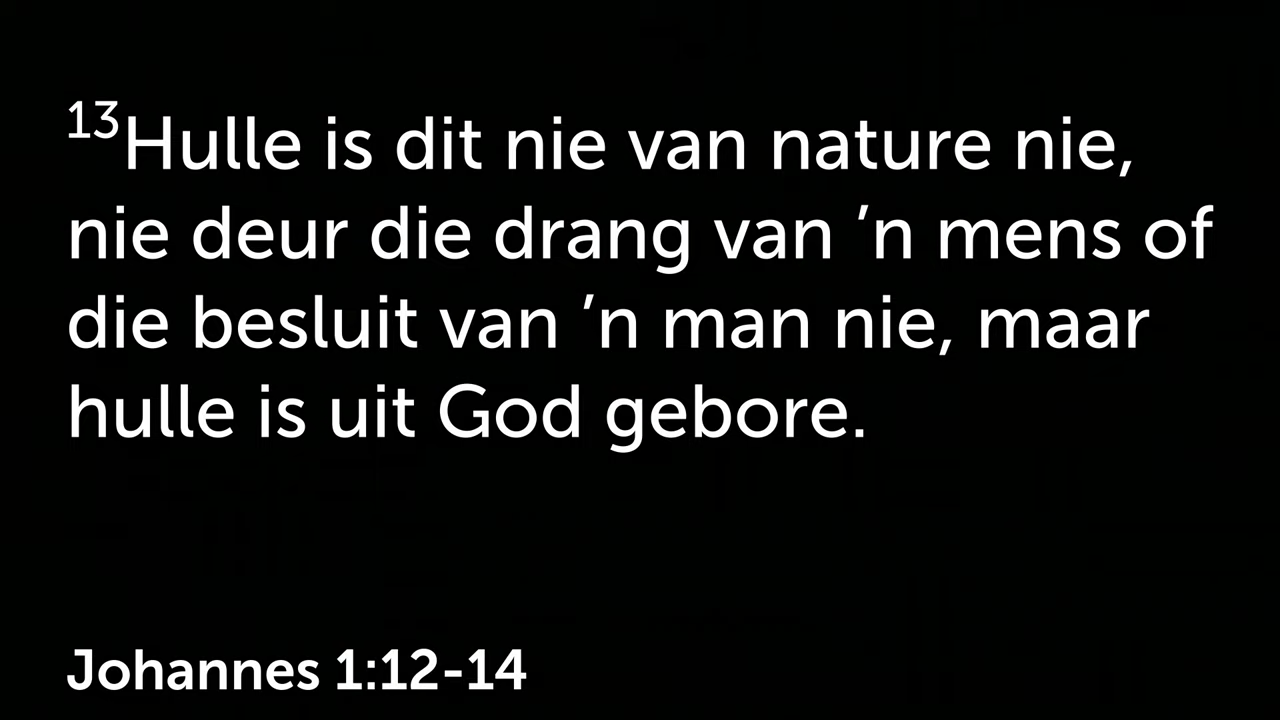 ¹³Hulle is dit nie van nature nie,
nie deur die drang van ’n mens of
die besluit van ’n man nie, maar
hulle is uit God gebore.
Johannes 1:12-14